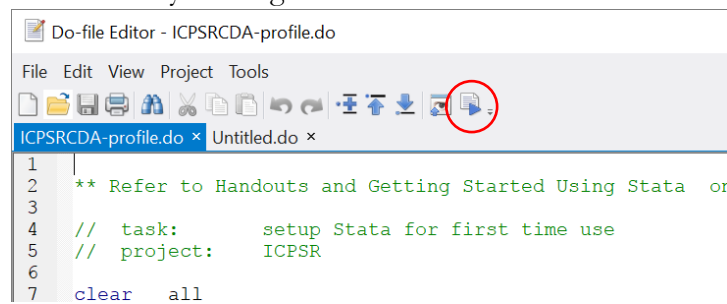 Do-file Editor - ICPSRCDA-profile.do
File Edit View Project Tools
ICPSRCDA-profile.do × Untitled.do ×
1
2 ** Refer to Handouts and Getting Started Using Stata
3
4 // task: setup Stata for first time use
5 // project: ICPSR
6
7 clear all